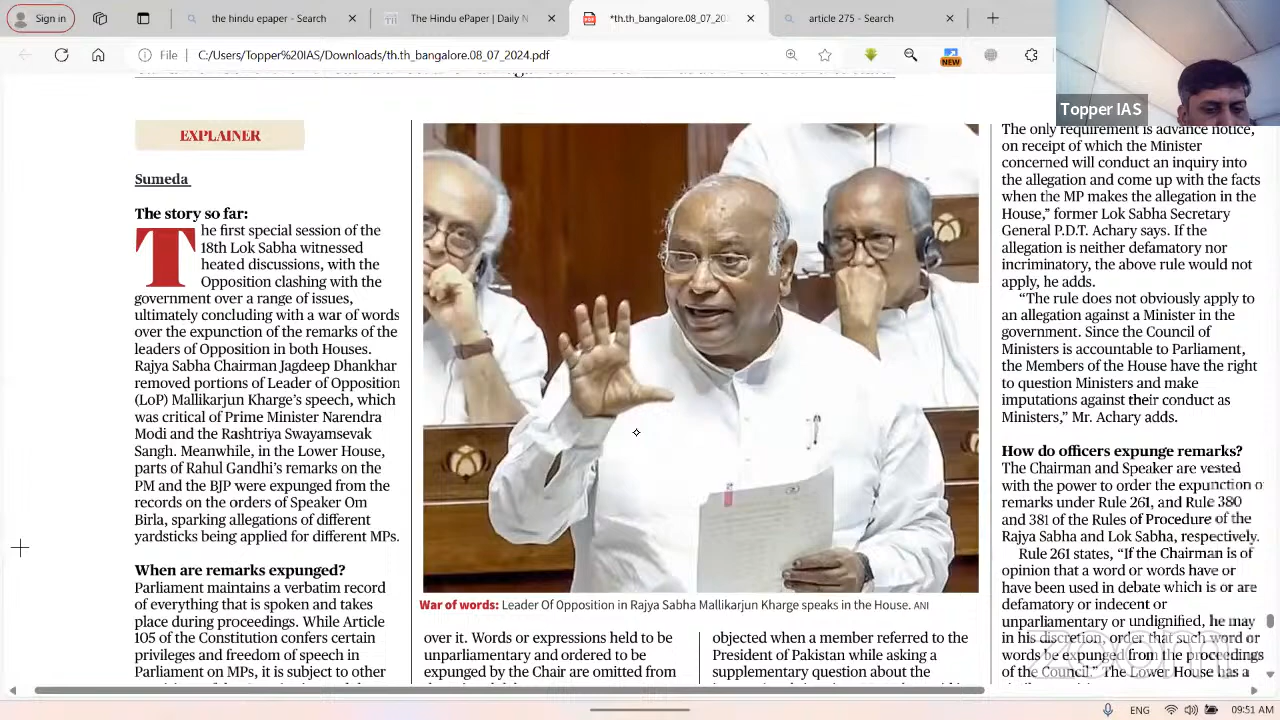 Sign in
the hindu ePaper - Search
The Hindu ePaper | Daily N
*th.th_bangalore.08_07_202
article 275 - Search
File
C:/Users/Topper%20IAS/Downloads/th.th_bangalore.08_07_2024.pdf
NEW
Topper IAS
EXPLAINER
Sumeda
The story so far:
The first special session of the
18th Lok Sabha witnessed
heated discussions, with the
Opposition clashing with the
government over a range of issues,
ultimately concluding with a war of words
over the expunction of the remarks of the
leaders of Opposition in both Houses.
Rajya Sabha Chairman Jagdeep Dhankhar
removed portions of Leader of Opposition
(LoP) Mallikarjun Kharge's speech, which
was critical of Prime Minister Narendra
Modi and the Rashtriya Swayamsevak
Sangh. Meanwhile, in the Lower House,
parts of Rahul Gandhi's remarks on the
PM and the BJP were expunged from the
records on the orders of Speaker Om
Birla, sparking allegations of different
yardsticks being applied for different MPs.
When are remarks expunged?
Parliament maintains a verbatim record
of everything that is spoken and takes
place during proceedings. While Article
105 of the Constitution confers certain
privileges and freedom of speech in
Parliament on MPs, it is subject to other
War of words: Leader Of Opposition in Rajya Sabha Mallikarjun Kharge speaks in the House. ANI
over it. Words or expressions held to be
unparliamentary and ordered to be
expunged by the Chair are omitted from
objected when a member referred to the
President of Pakistan while asking a
supplementary question about the
The only requirement is advance notice,
on receipt of which the Minister
concerned will conduct an inquiry into
the allegation and come up with the facts
when the MP makes the allegation in the
House," former Lok Sabha Secretary
General P.D.T. Achary says. If the
allegation is neither defamatory nor
incriminatory, the above rule would not
apply, he adds.
"The rule does not obviously apply to
an allegation against a Minister in the
government. Since the Council of
Ministers is accountable to Parliament,
the Members of the House have the right
to question Ministers and make
imputations against their conduct as
Ministers," Mr. Achary adds.
How do officers expunge remarks?
The Chairman and Speaker are vested
with the power to order the expunction of
remarks under Rule 261, and Rule 380
and 381 of the Rules of Procedure of the
Rajya Sabha and Lok Sabha, respectively.
Rule 261 states, "If the Chairman is of
opinion that a word or words have or
have been used in debate which is or are
defamatory or indecent or
unparliamentary or undignified, he may
in his discretion, order that such word or
words be expunged from the proceedings
of the Council." The Lower House has a
zoom
ENG
09:51 AM